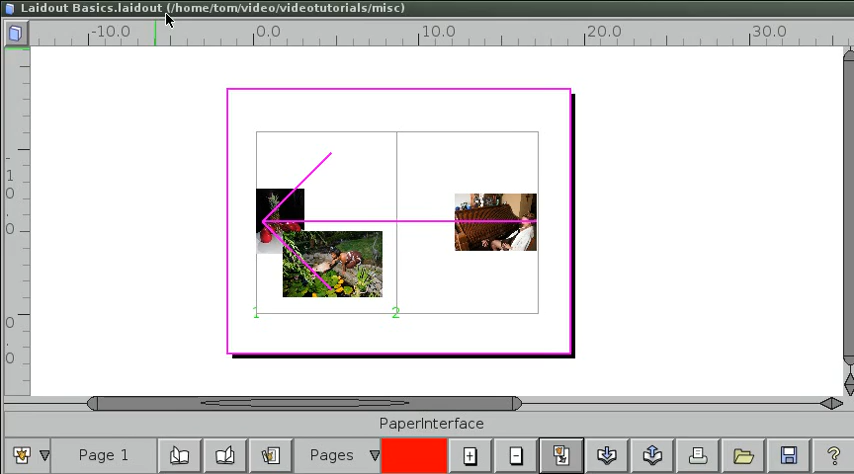 Laidout Basics.laidout (/home/tom/video/videotutorials/misc)
-10.0 0.0 10.0 20.0 30.0
1 2
PaperInterface
Page 1 Pages ?